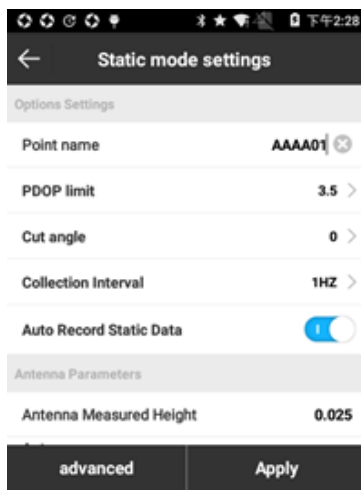 下午2:28
Static mode settings
Options Settings
Point name AAAA01
PDOP limit 3.5
Cut angle 0
Collection Interval 1HZ
Auto Record Static Data
Antenna Parameters
Antenna Measured Height 0.025
advanced Apply